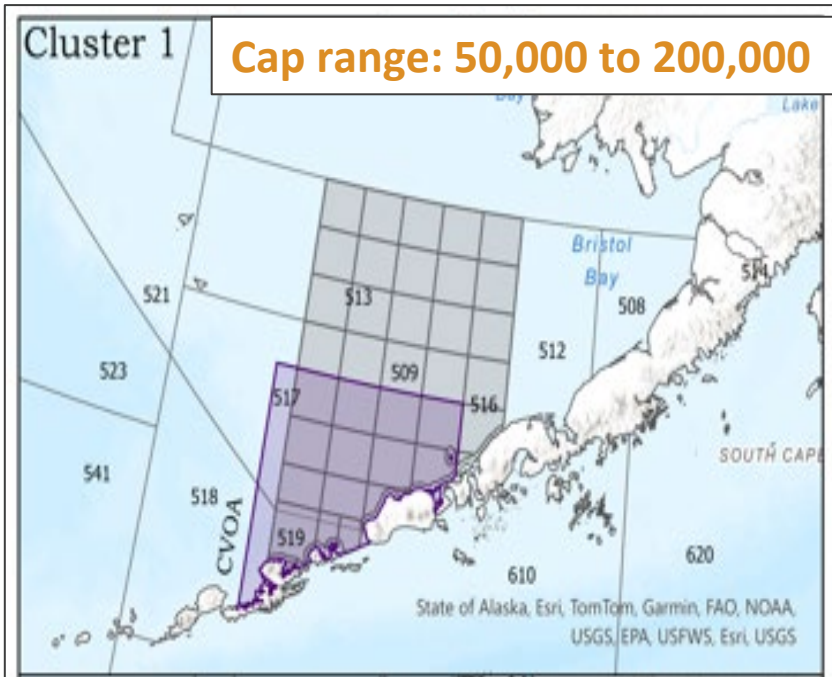 Cluster 1
Cap range: 50,000 to 200,000
Bay
Lake
Bristol
Bay
514
521
513
508
512
523
509
517
516
541
SOUTH CAPE
518
CVOA
519
620
610
State of Alaska, Esri, TomTom, Garmin, FAO, NOAA,
USGS, EPA, USFWS, Esri, USGS